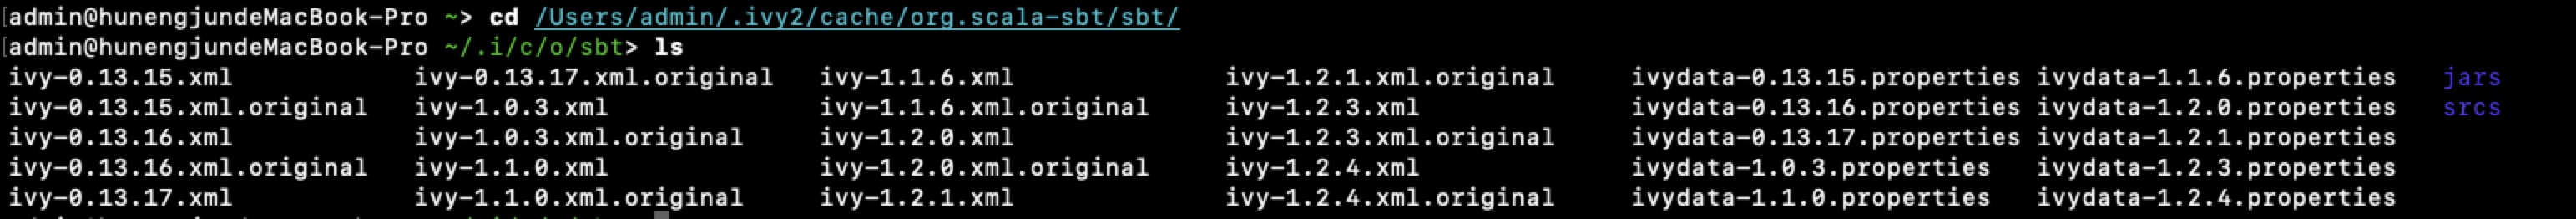 [admin@hunengjundeMacBook-Pro ~> cd /Users/admin/.ivy2/cache/org.scala-sbt/sbt/
[admin@hunengjundeMacBook-Pro ~/.i/c/o/sbt> ls
ivy-0.13.15.xml ivy-0.13.17.xml.original ivy-1.1.6.xml ivy-1.2.1.xml.original ivydata-0.13.15.properties ivydata-1.1.6.properties jars
ivy-0.13.15.xml.original ivy-1.0.3.xml ivy-1.1.6.xml.original ivy-1.2.3.xml ivydata-0.13.16.properties ivydata-1.2.0.properties srcs
ivy-0.13.16.xml ivy-1.0.3.xml.original ivy-1.2.0.xml ivy-1.2.3.xml.original ivydata-0.13.17.properties ivydata-1.2.1.properties
ivy-0.13.16.xml.original ivy-1.1.0.xml ivy-1.2.0.xml.original ivy-1.2.4.xml ivydata-1.0.3.properties ivydata-1.2.3.properties
ivy-0.13.17.xml ivy-1.1.0.xml.original ivy-1.2.1.xml ivy-1.2.4.xml.original ivydata-1.1.0.properties ivydata-1.2.4.properties